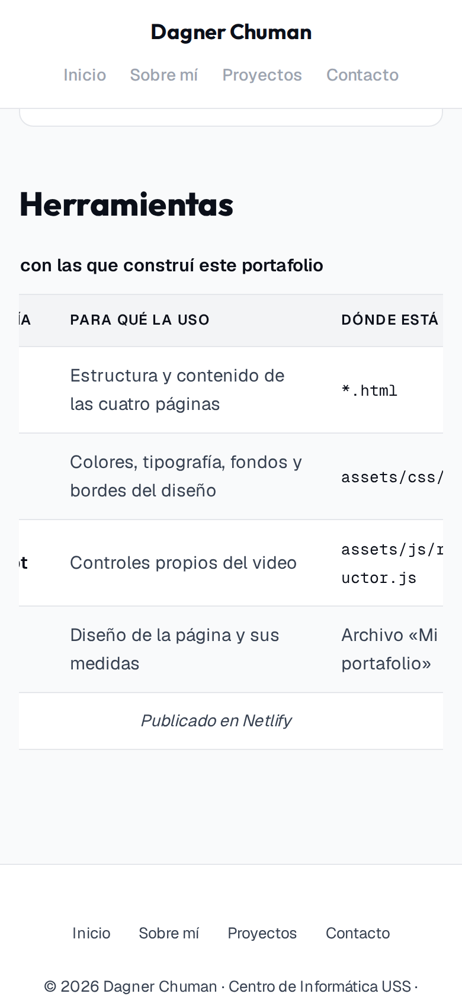 Dagner Chuman
Inicio Sobre mí Proyectos Contacto
Herramientas
con las que construí este portafolio
ÍA PARA QUÉ LA USO DÓNDE ESTÁ
Estructura y contenido de
las cuatro páginas
*.html
Colores, tipografía, fondos y
bordes del diseño
assets/css/
t
Controles propios del video
assets/js/r
uctor.js
Diseño de la página y sus
medidas
Archivo «Mi
portafolio»
Publicado en Netlify
Inicio Sobre mí Proyectos Contacto
© 2026 Dagner Chuman · Centro de Informática USS ·